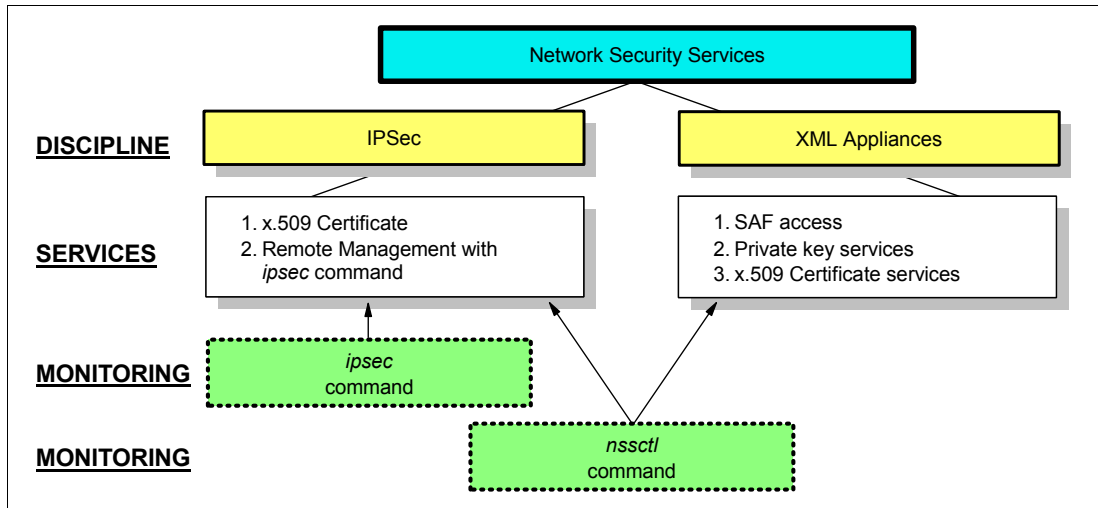 Network Security Services
DISCIPLINE
IPSec
XML Appliances
SERVICES
1. x.509 Certificate
2. Remote Management with
ipsec command
1. SAF access
2. Private key services
3. x.509 Certificate services
MONITORING
ipsec
command
MONITORING
nssctl
command